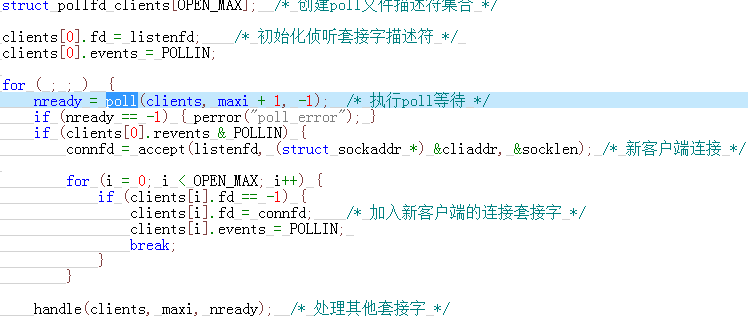 struct pollfd clients[OPEN_MAX]; /* 创建poll文件描述符集合 */
clients[0].fd = listenfd; /* 初始化侦听套接字描述符 */
clients[0].events = POLLIN;
for ( ; ; ) {
nready = poll(clients, maxi + 1, -1); /* 执行poll等待 */
if (nready == -1) { perror("poll error"); }
if (clients[0].revents & POLLIN) {
connfd = accept(listenfd, (struct sockaddr *) &cliaddr, &socklen); /* 新客户端连接 */
for (i = 0; i < OPEN_MAX; i++) {
if (clients[i].fd == -1) {
clients[i].fd = connfd; /* 加入新客户端的连接套接字 */
clients[i].events = POLLIN;
break;
}
}
handle(clients, maxi, nready); /* 处理其他套接字 */